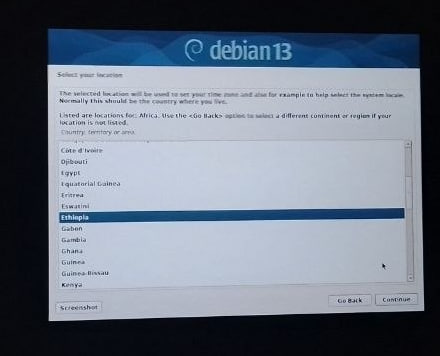 debian 13
Select your location
The selected location will be used to set your time zone and also for example to help select the system locale.
Normally this should be the country where you live.
Listed are locations for: Africa. Use the <Go Back> option to select a different continent or region if your
location is not listed.
Country, territory or area:
Côte d'Ivoire
Djibouti
Egypt
Equatorial Guinea
Eritrea
Eswatini
Ethiopia
Gabon
Gambia
Ghana
Guinea
Guinea-Bissau
Kenya
Screenshot
Go Back
Continue